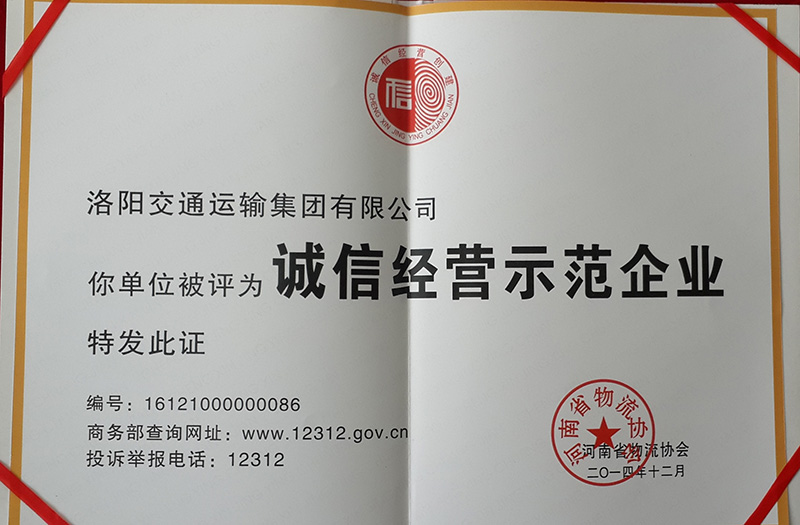 诚信经营创建
信
CHENG XIN JING YING CHUANG JIAN
洛阳交通运输集团有限公司
你单位被评为 诚信经营示范企业
特发此证
编号：16121000000086
商务部查询网址：www.12312.gov.cn
投诉举报电话：12312
河南省物流协会
河南省物流协会
二〇一四年十二月